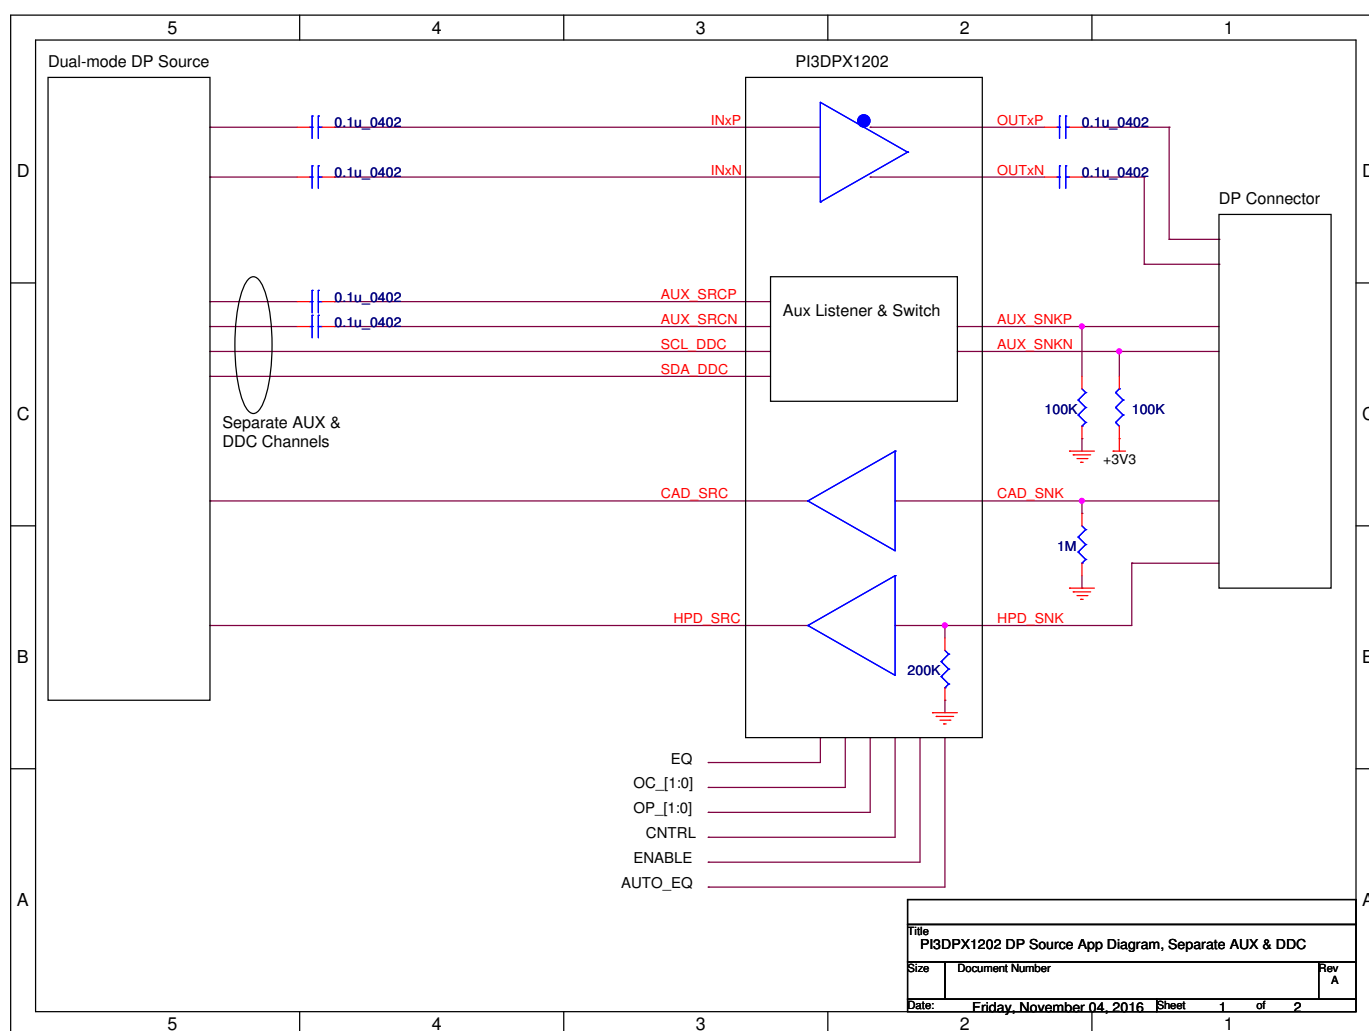 5 4 3 2 1
Dual-mode DP Source PI3DPX1202
0.1u_0402 INxP OUTxP 0.1u_0402
D 0.1u_0402 INxN OUTxN 0.1u_0402 D
DP Connector
0.1u_0402 AUX_SRCP
Aux Listener & Switch
0.1u_0402 AUX_SRCN AUX_SNKP
SCL_DDC AUX_SNKN
SDA_DDC
100K 100K
C C
Separate AUX &
DDC Channels
+3V3
CAD_SRC CAD_SNK
1M
HPD_SRC HPD_SNK
B B
200K
EQ
OC_[1:0]
OP_[1:0]
CNTRL
ENABLE
AUTO_EQ
A A
Title
PI3DPX1202 DP Source App Diagram, Separate AUX & DDC
Size Document Number Rev
A
Date: Friday, November 04, 2016 Sheet 1 of 2
5 4 3 2 1